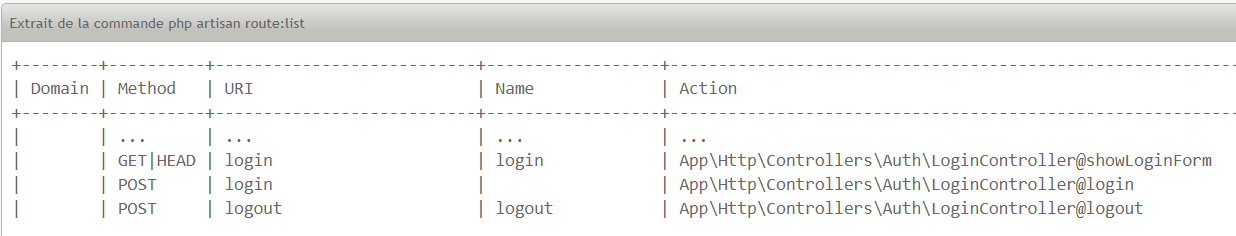 Extrait de la commande php artisan route:list
+--------+----------+--------------------------+-----------------+---------------------------------------------------------
| Domain | Method   | URI                      | Name            | Action
+--------+----------+--------------------------+-----------------+---------------------------------------------------------
|        | ...      | ...                      | ...             | ...
|        | GET|HEAD | login                    | login           | App\Http\Controllers\Auth\LoginController@showLoginForm
|        | POST     | login                    |                 | App\Http\Controllers\Auth\LoginController@login
|        | POST     | logout                   | logout          | App\Http\Controllers\Auth\LoginController@logout